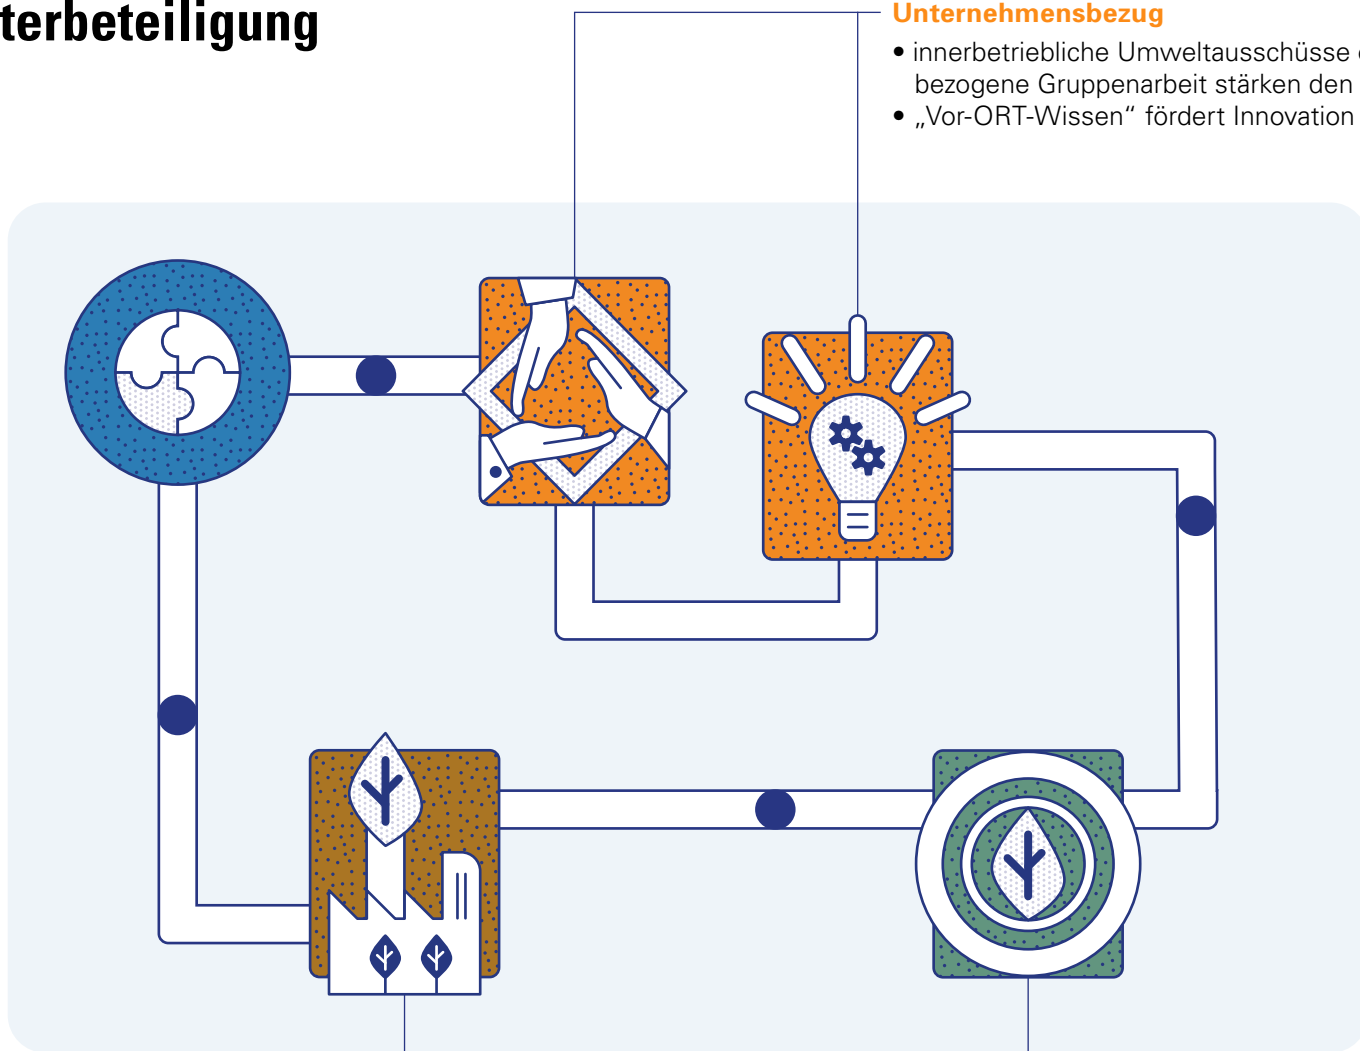 terbeteiligung
Unternehmensbezug
• innerbetriebliche Umweltausschüsse
bezogene Gruppenarbeit stärken den
• „Vor-ORT-Wissen“ fördert Innovation